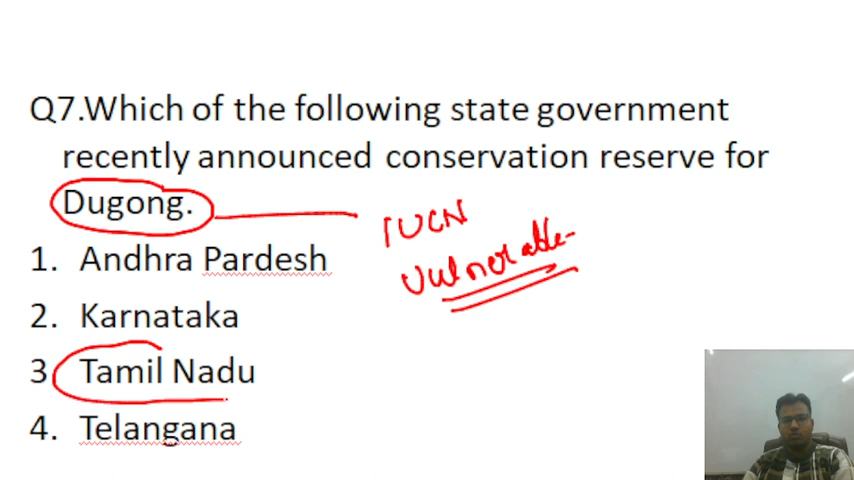 Q7.Which of the following state government
recently announced conservation reserve for
Dugong.
IUCN
Vulnerable
1. Andhra Pardesh
2. Karnataka
3 Tamil Nadu
4. Telangana